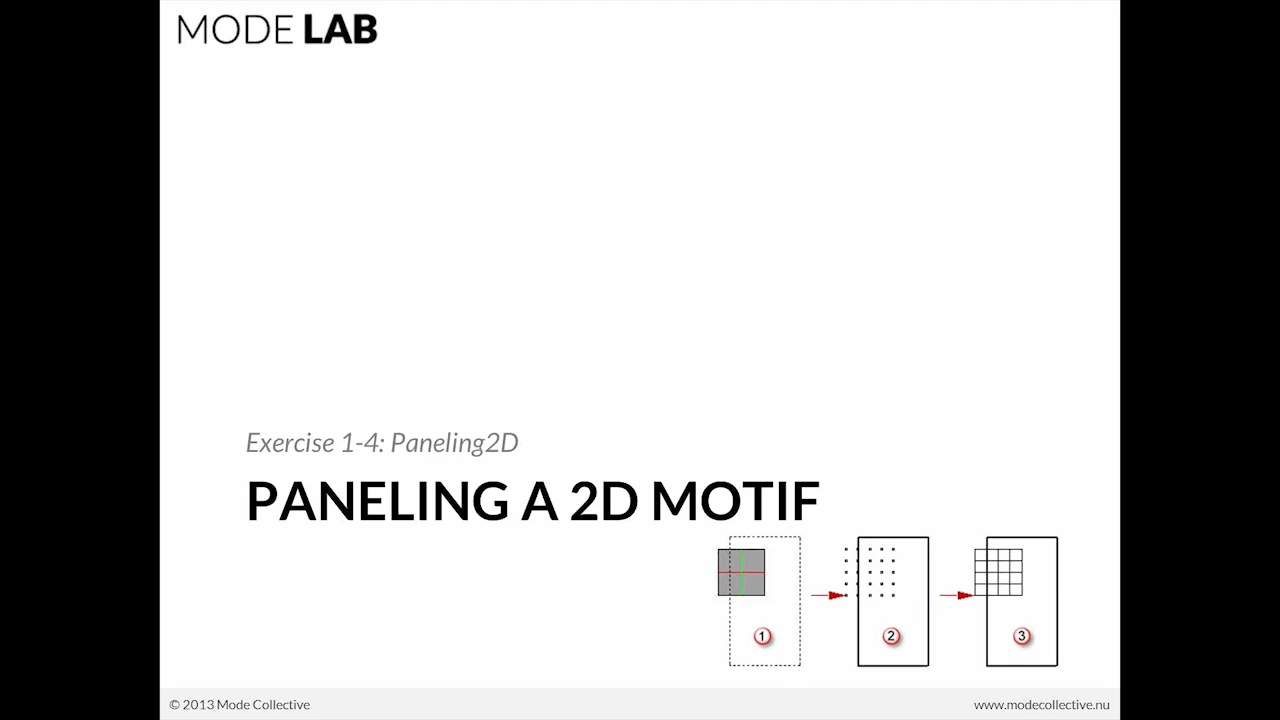 MODE LAB
Exercise 1-4: Paneling2D
PANELING A 2D MOTIF
1 2 3
© 2013 Mode Collective www.modecollective.nu